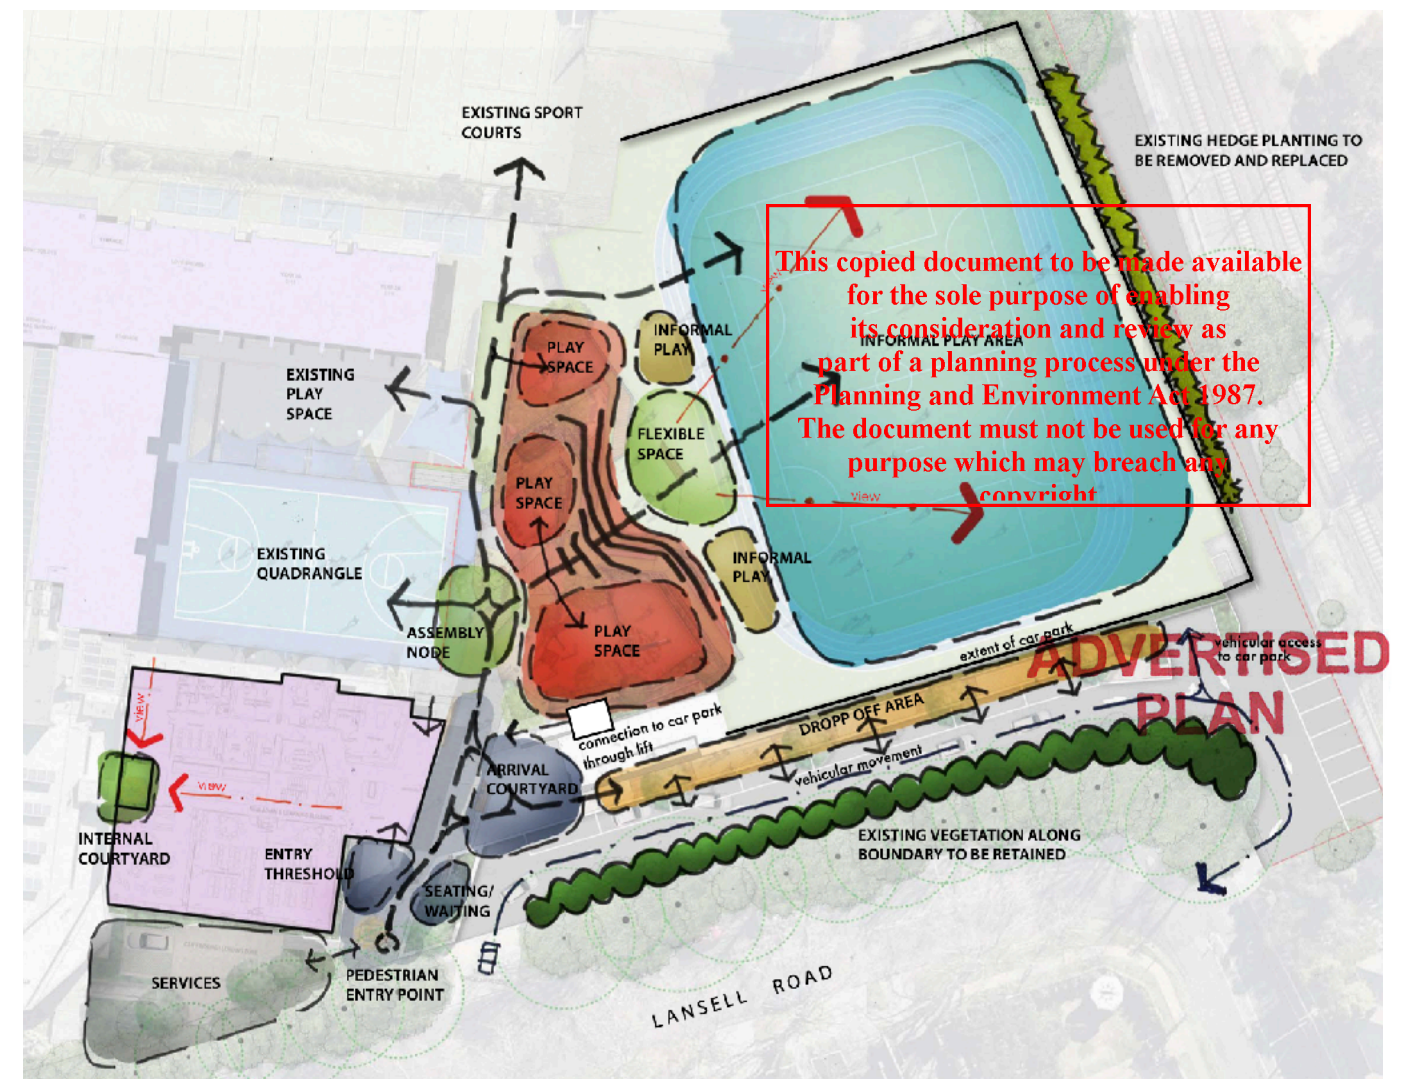 EXISTING SPORT
COURTS
EXISTING HEDGE PLANTING TO
BE REMOVED AND REPLACED
This copied document to be made available
for the sole purpose of enabling
its consideration and review as
part of a planning process under the
Planning and Environment Act 1987.
The document must not be used for any
purpose which may breach any
copyright
view
INFORMAL PLAY AREA
view
INFORMAL
PLAY
PLAY
SPACE
EXISTING
PLAY
SPACE
FLEXIBLE
SPACE
PLAY
SPACE
EXISTING
QUADRANGLE
INFORMAL
PLAY
ASSEMBLY
NODE
PLAY
SPACE
extent of car park
vehicular access
to car park
ADVERTISED
PLAN
view
connection to car park
through lift
DROPP OFF AREA
vehicular movement
ARRIVAL
COURTYARD
view
INTERNAL
COURTYARD
ENTRY
THRESHOLD
EXISTING VEGETATION ALONG
BOUNDARY TO BE RETAINED
SEATING/
WAITING
SERVICES
PEDESTRIAN
ENTRY POINT
LANSELL ROAD